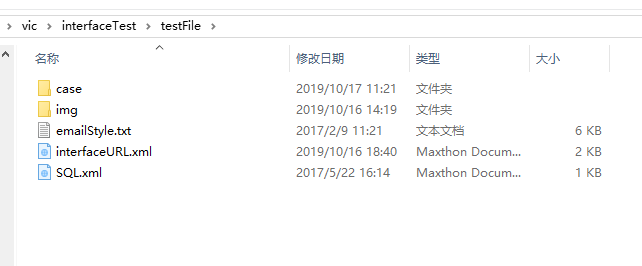 vic > interfaceTest > testFile >
名称 修改日期 类型 大小
case 2019/10/17 11:21 文件夹
img 2019/10/16 14:19 文件夹
emailStyle.txt 2017/2/9 11:21 文本文档 6 KB
interfaceURL.xml 2019/10/16 18:40 Maxthon Docum... 2 KB
SQL.xml 2017/5/22 16:14 Maxthon Docum... 1 KB